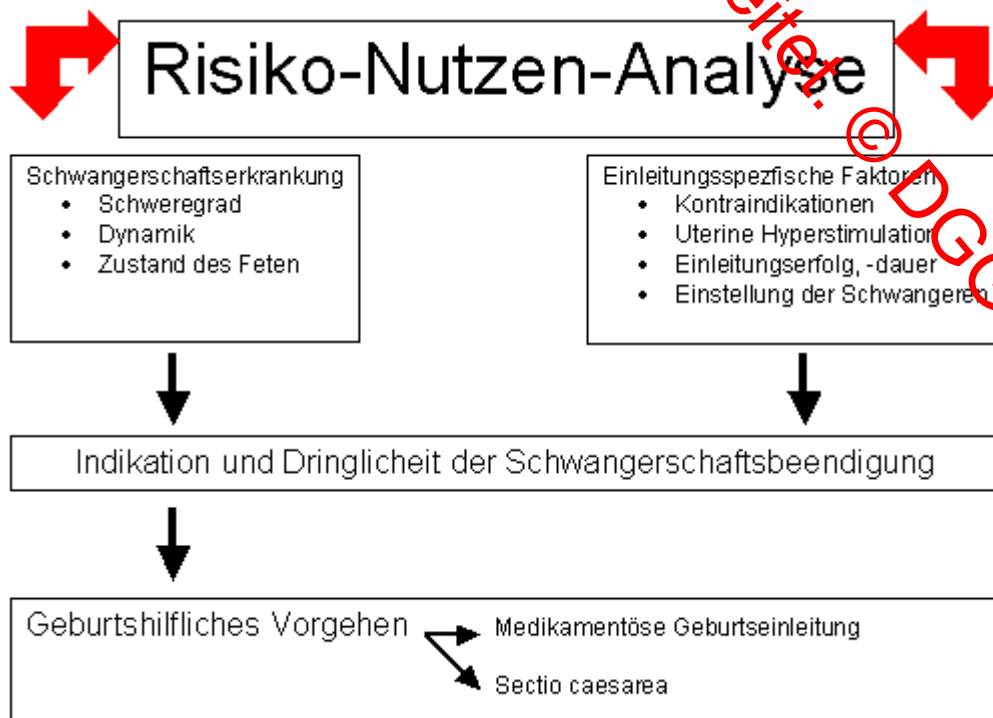 Risiko-Nutzen-Analyse
Schwangerschaftserkrankung
• Schweregrad
• Dynamik
• Zustand des Feten
Einleitungsspezfische Faktoren
• Kontraindikationen
• Uterine Hyperstimulation
• Einleitungserfolg, -dauer
• Einstellung der Schwangeren
Indikation und Dringlicheit der Schwangerschaftsbeendigung
Geburtshilfliches Vorgehen
Medikamentöse Geburtseinleitung
Sectio caesarea
©